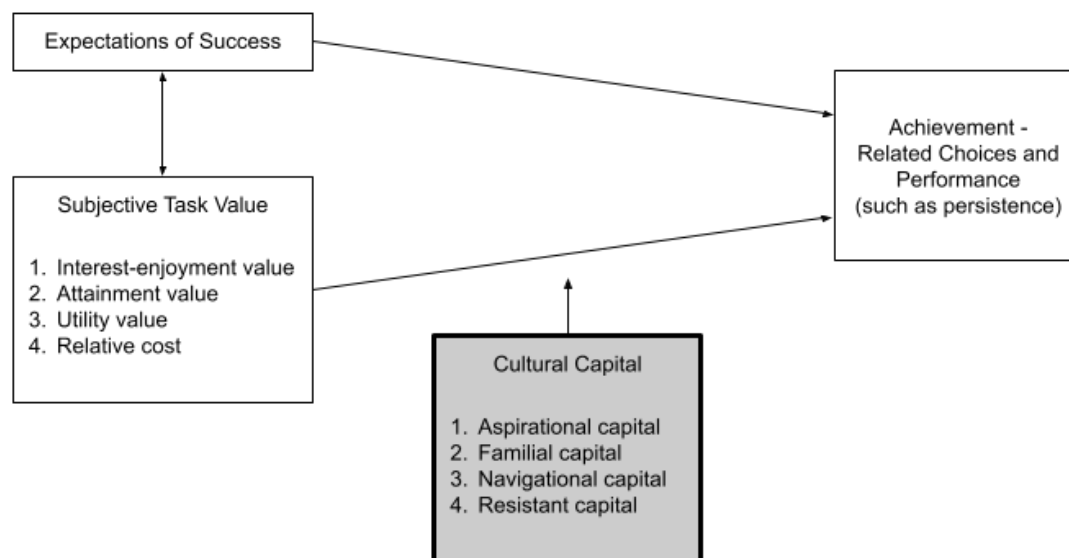 Expectations of Success
Subjective Task Value
1. Interest-enjoyment value
2. Attainment value
3. Utility value
4. Relative cost
Achievement -
Related Choices and
Performance
(such as persistence)
Cultural Capital
1. Aspirational capital
2. Familial capital
3. Navigational capital
4. Resistant capital